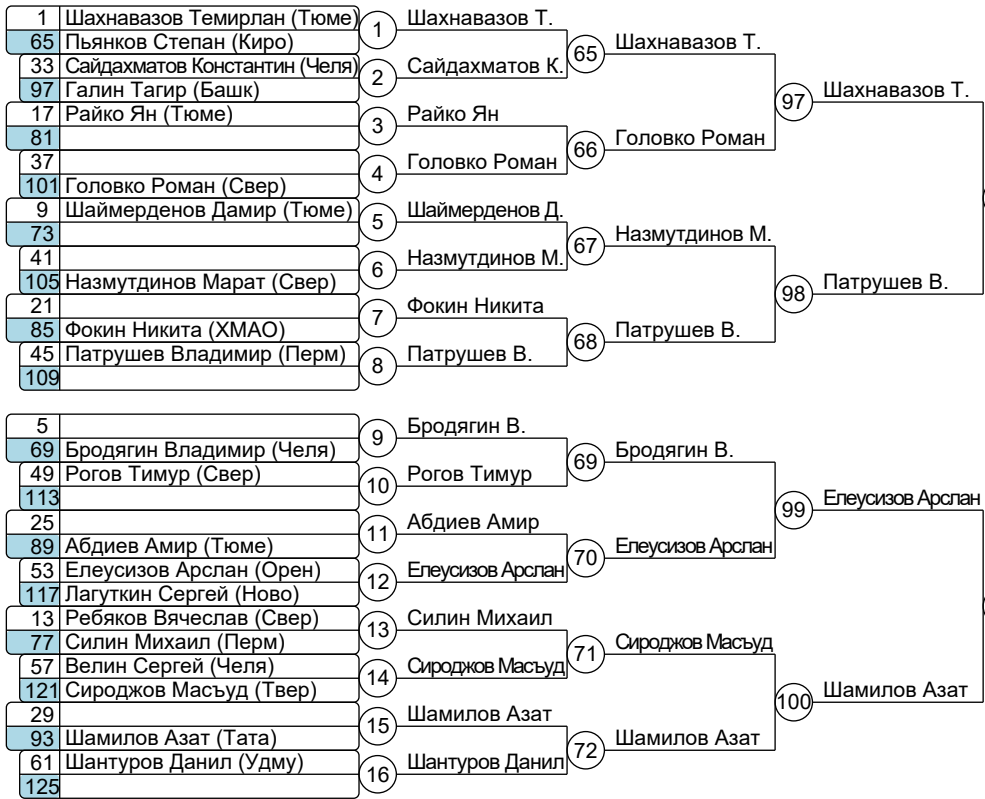 1 Шахнавазов Темирлан (Тюме) 1 Шахнавазов Т.
65 Пьянков Степан (Киро) 65 Шахнавазов Т.
33 Сайдахматов Константин (Челя) 2 Сайдахматов К.
97 Галин Тагир (Башк) 97 Шахнавазов Т.
17 Райко Ян (Тюме) 3 Райко Ян
81 66 Головко Роман
37 4 Головко Роман
101 Головко Роман (Свер)
9 Шаймерденов Дамир (Тюме) 5 Шаймерденов Д.
73 67 Назмутдинов М.
41 6 Назмутдинов М.
105 Назмутдинов Марат (Свер) 98 Патрушев В.
21 7 Фокин Никита
85 Фокин Никита (ХМАО) 68 Патрушев В.
45 Патрушев Владимир (Перм) 8 Патрушев В.
109
5 9 Бродягин В.
69 Бродягин Владимир (Челя) 69 Бродягин В.
49 Рогов Тимур (Свер) 10 Рогов Тимур
113 99 Елеусизов Арслан
25 11 Абдиев Амир
89 Абдиев Амир (Тюме) 70 Елеусизов Арслан
53 Елеусизов Арслан (Орен) 12 Елеусизов Арслан
117 Лагуткин Сергей (Ново)
13 Ребяков Вячеслав (Свер) 13 Силин Михаил
77 Силин Михаил (Перм) 71 Сироджов Масъуд
57 Велин Сергей (Челя) 14 Сироджов Масъуд
121 Сироджов Масъуд (Твер) 100 Шамилов Азат
29 15 Шамилов Азат
93 Шамилов Азат (Тата) 72 Шамилов Азат
61 Шантуров Данил (Удму) 16 Шантуров Данил
125